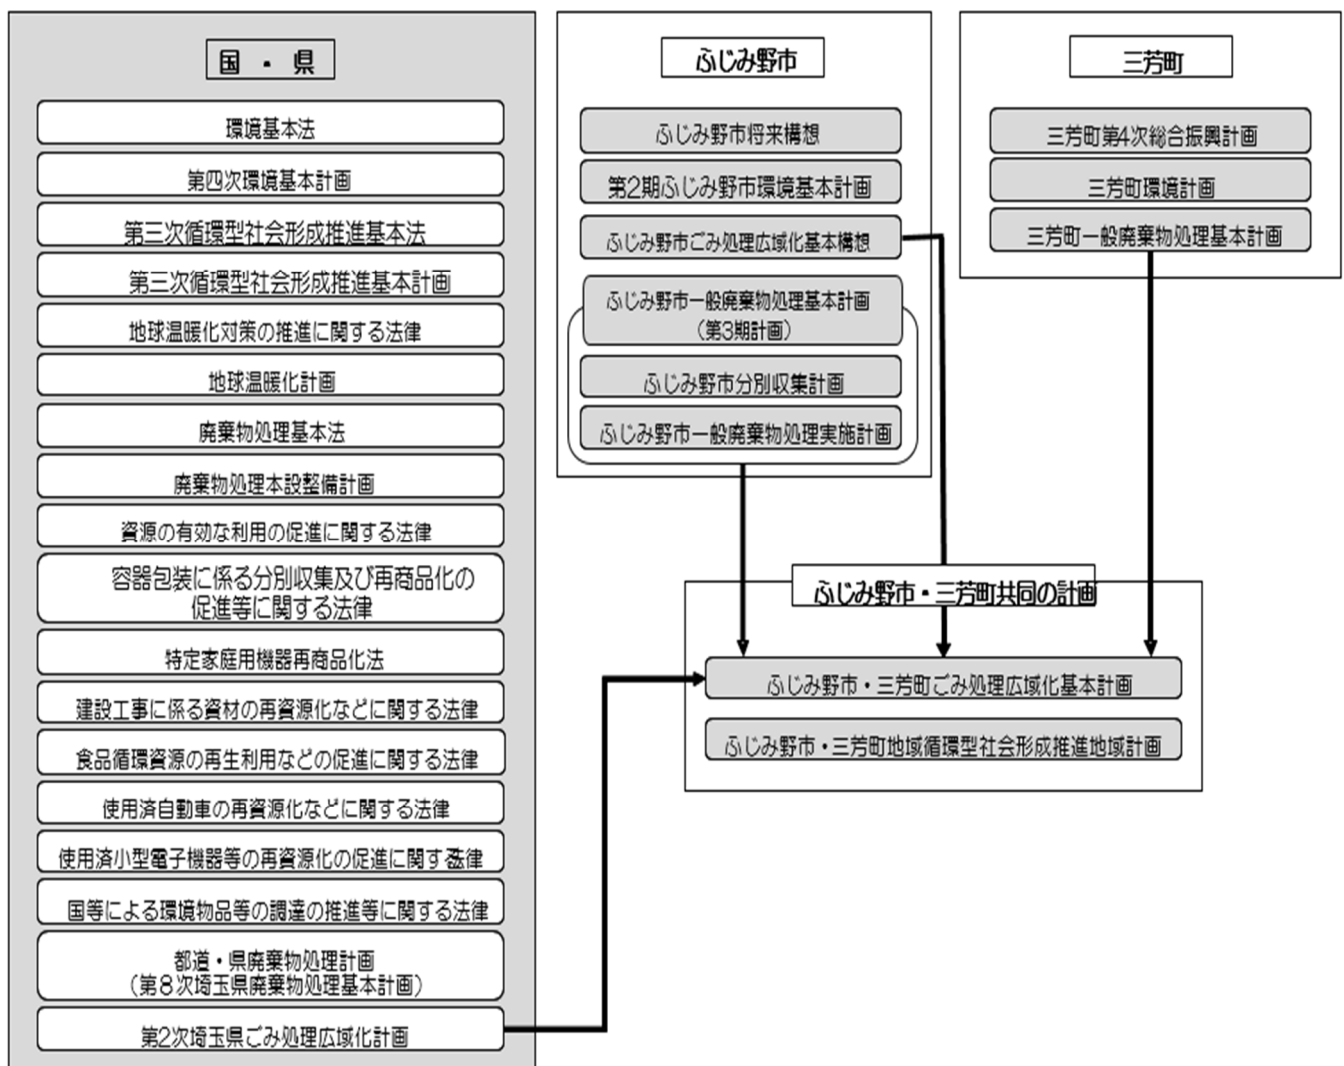 国・県
環境基本法
第四次環境基本計画
第三次循環型社会形成推進基本法
第三次循環型社会形成推進基本計画
地球温暖化対策の推進に関する法律
地球温暖化計画
廃棄物処理基本法
廃棄物処理本設整備計画
資源の有効な利用の促進に関する法律
容器包装に係る分別収集及び再商品化の
促進等に関する法律
特定家庭用機器再商品化法
建設工事に係る資材の再資源化などに関する法律
食品循環資源の再生利用などの促進に関する法律
使用済自動車の再資源化などに関する法律
使用済小型電子機器等の再資源化の促進に関する法律
国等による環境物品等の調達の推進等に関する法律
都道・県廃棄物処理計画
(第8次埼玉県廃棄物処理基本計画)
第2次埼玉県ごみ処理広域化計画
ふじみ野市
ふじみ野市将来構想
第2期ふじみ野市環境基本計画
ふじみ野市ごみ処理広域化基本構想
ふじみ野市一般廃棄物処理基本計画
(第3期計画)
ふじみ野市分別収集計画
ふじみ野市一般廃棄物処理実施計画
三芳町
三芳町第4次総合振興計画
三芳町環境計画
三芳町一般廃棄物処理基本計画
ふじみ野市・三芳町共同の計画
ふじみ野市・三芳町ごみ処理広域化基本計画
ふじみ野市・三芳町地域循環型社会形成推進地域計画